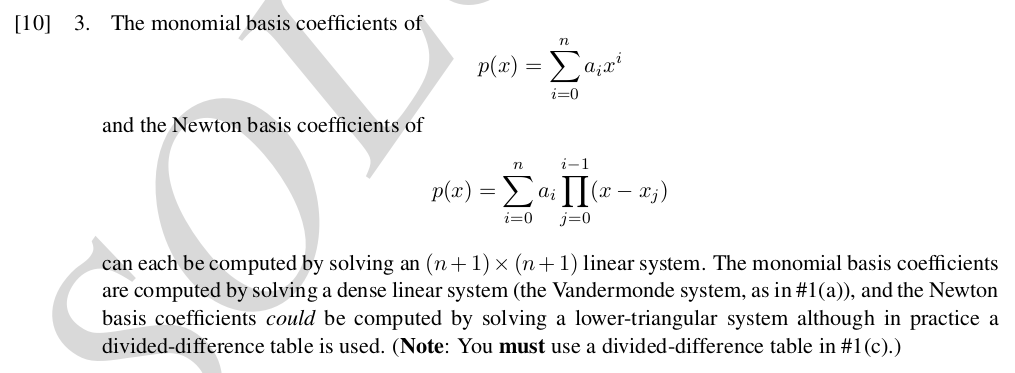 [10] 3. The monomial basis coefficients of
p(x) = \sum_{i=0}^{n} a_i x^i
and the Newton basis coefficients of
p(x) = \sum_{i=0}^{n} a_i \prod_{j=0}^{i-1} (x - x_j)
can each be computed by solving an (n + 1) × (n + 1) linear system. The monomial basis coefficients
are computed by solving a dense linear system (the Vandermonde system, as in #1(a)), and the Newton
basis coefficients could be computed by solving a lower-triangular system although in practice a
divided-difference table is used. (Note: You must use a divided-difference table in #1(c).)
SOL